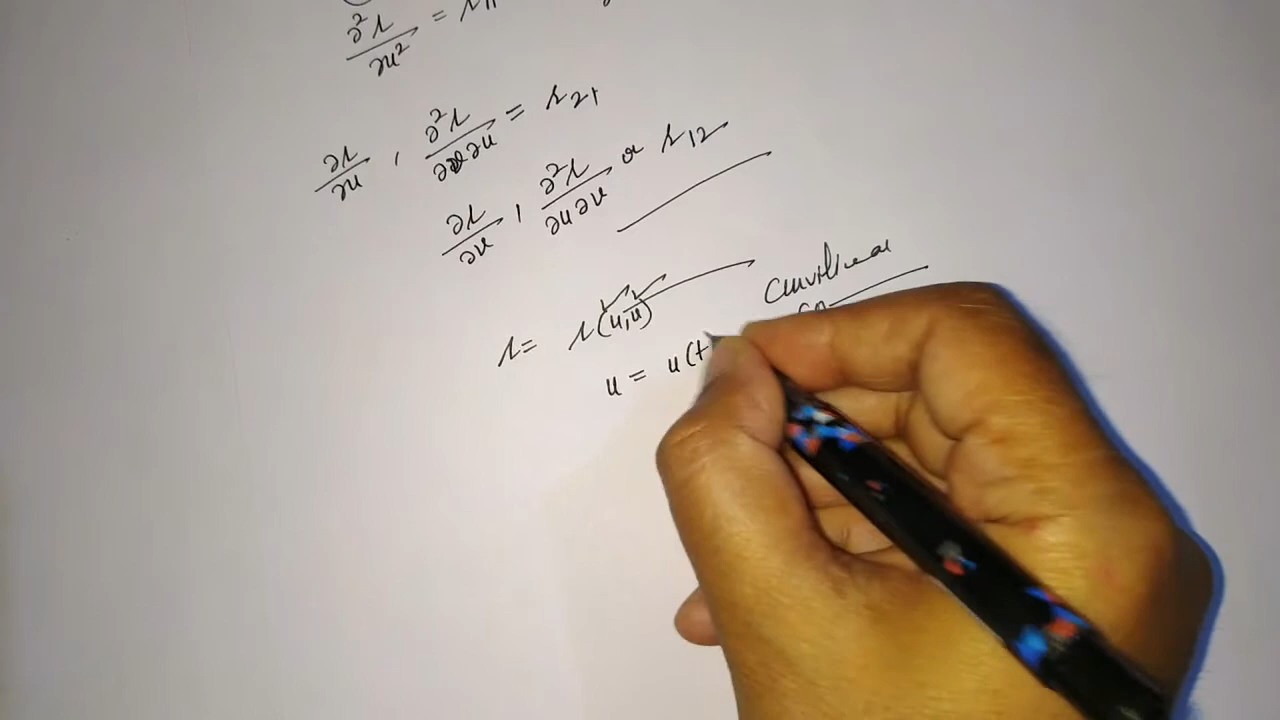 ∂²r/∂u² = r₁₁
∂r/∂u , ∂²r/∂v∂u = r₂₁
∂r/∂v , ∂²r/∂u∂v or r₁₂
r = r(u,v)
Curvilinear
u = u(t